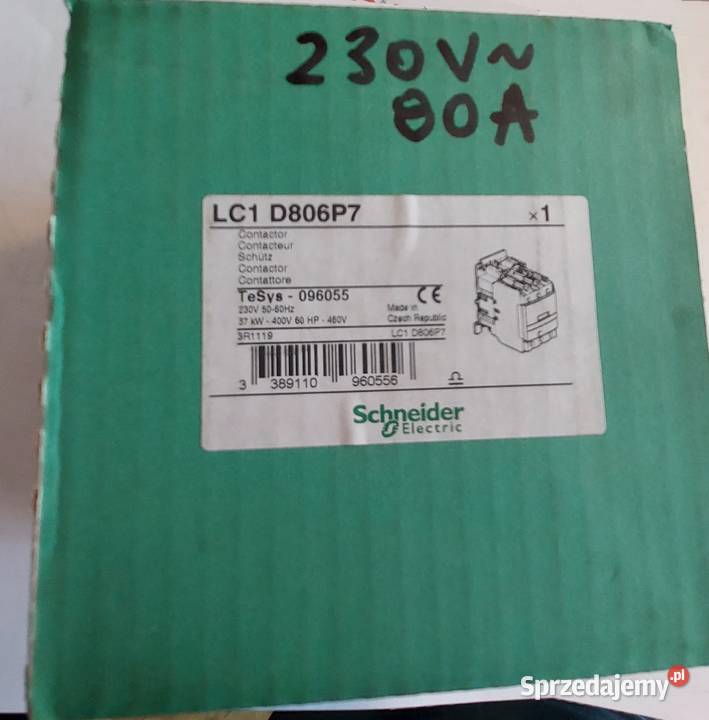 230V~
80A
LC1 D806P7 ×1
Contactor
Contacteur
Schütz
Contactor
Contattore
TeSys - 096055 CE
230V 50-60Hz
37 kW - 400V 60 HP - 460V
Made in
Czech Republic
3R1119 LC1 D806P7
3 389110 960556
Schneider
Electric
Sprzedajemy.pl